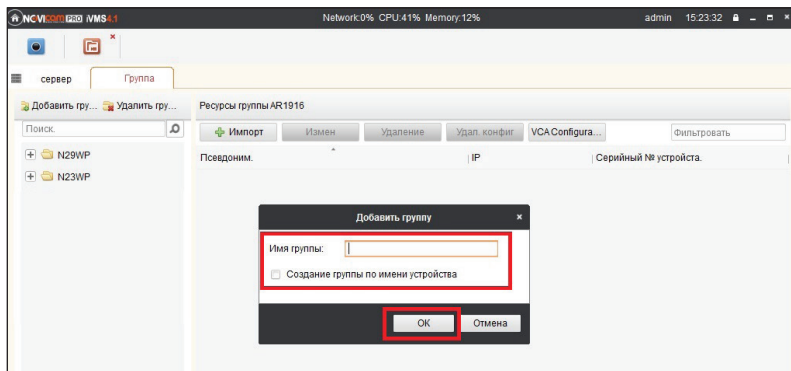 NOVIcam PRO iVMS4.1 Network:0% CPU:41% Memory:12% admin 15:23:32
сервер Группа
Добавить гру... Удалить гру... Ресурсы группы AR1916
Поиск. Импорт Измен Удаление Удал. конфиг VCA Configura... Фильтровать
N29WP Псевдоним. IP Серийный № устройства.
N23WP
Добавить группу
Имя группы:
Создание группы по имени устройства
OK Отмена